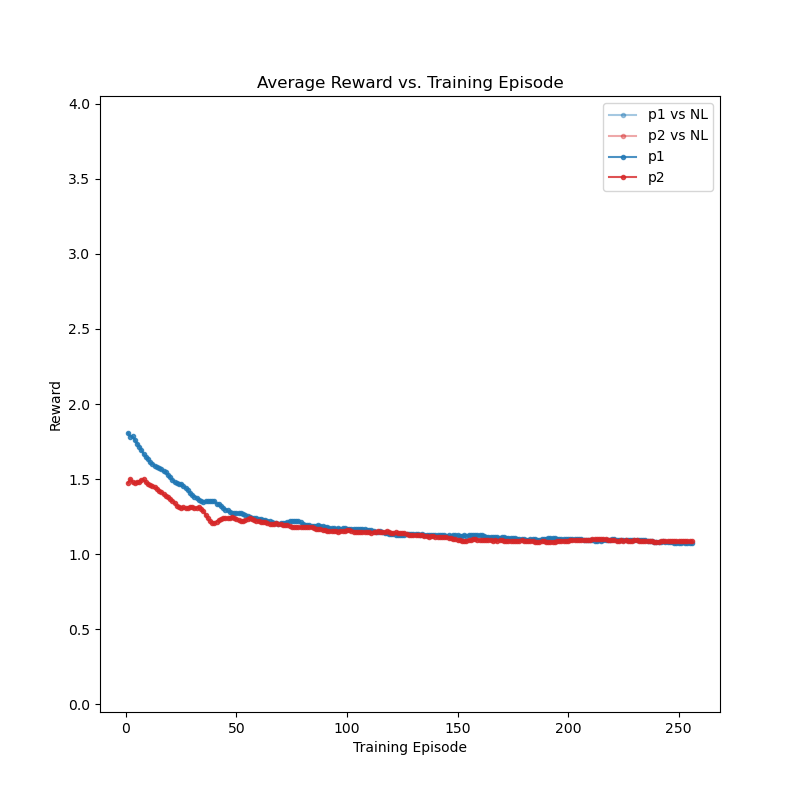 Average Reward vs. Training Episode
4.0
3.5
3.0
2.5
2.0
1.5
1.0
0.5
0.0
Reward
p1 vs NL
p2 vs NL
p1
p2
0 50 100 150 200 250
Training Episode